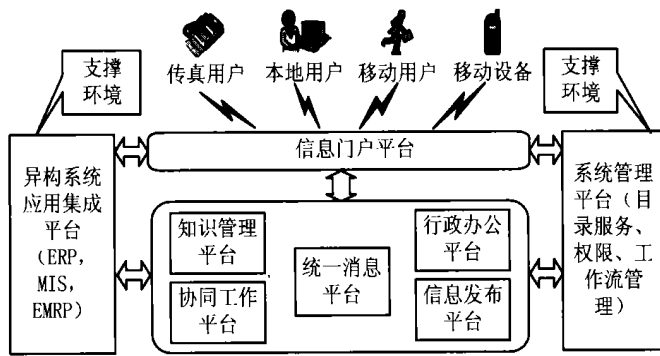 传真用户 本地用户 移动用户 移动设备
支撑
环境
支撑
环境
信息门户平台
异构系统
应用集成
平台
（ERP，
MIS，
EMRP）
知识管理
平台
协同工作
平台
统一消息
平台
行政办公
平台
信息发布
平台
系统管理
平台（目
录服务、
权限、工
作流管
理）